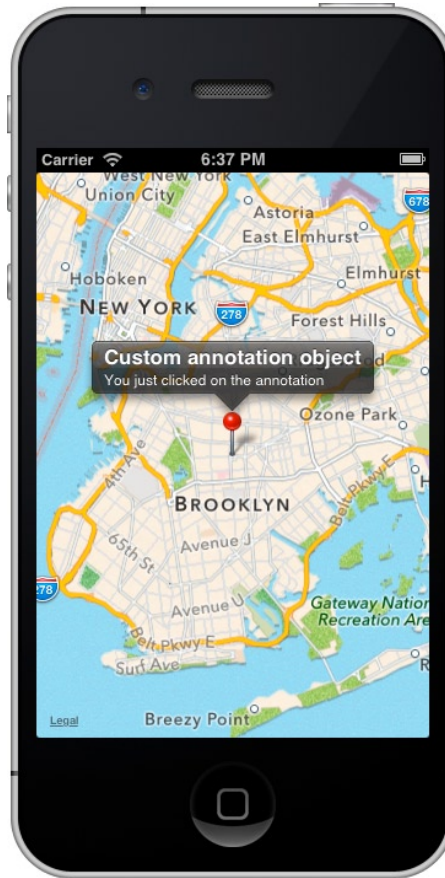 Carrier 6:37 PM
West New York
Union City
678
Astoria
East Elmhurst
Hoboken
Elmhurst
NEW YORK
278
Forest Hills
Custom annotation object
You just clicked on the annotation
Ozone Park
4th Ave
Belt Pkwy E
BROOKLYN
65th St
Avenue J
278
Avenue U
Gateway Nation
Recreation Are
Belt Pkwy E
Surf Ave
Legal
Breezy Point